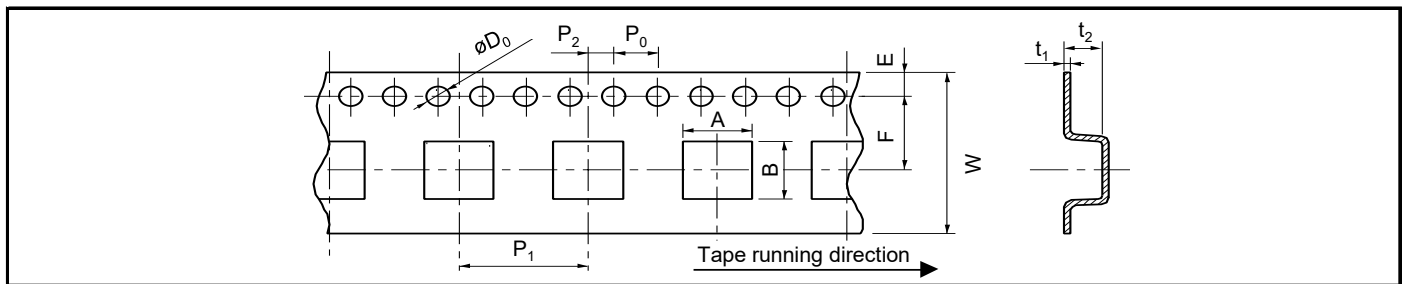 øD₀
P₂
P₀
E
t₁
t₂
A
F
B
W
P₁
Tape running direction